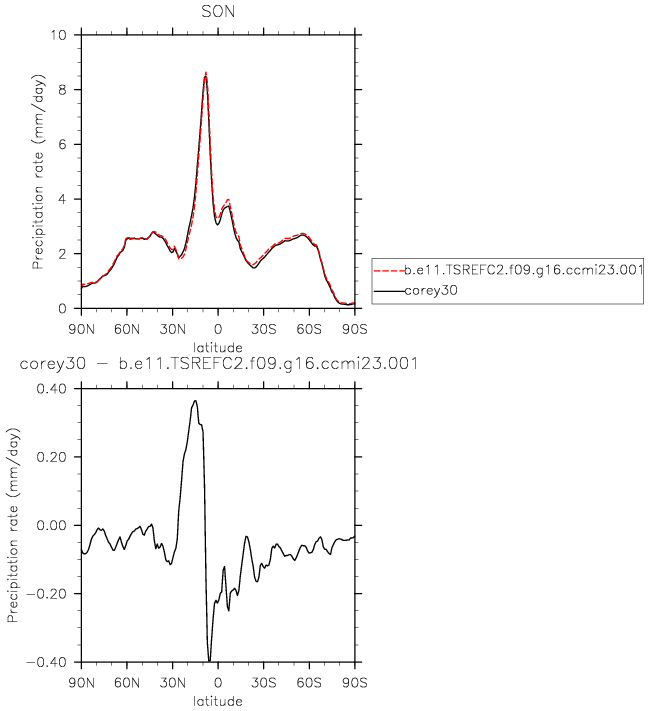 SON
10
8
6
4
2
0
Precipitation rate (mm/day)
90N 60N 30N 0 30S 60S 90S
latitude
b.e11.TSREFC2.f09.g16.ccmi23.001
corey30
corey30 − b.e11.TSREFC2.f09.g16.ccmi23.001
0.40
0.20
0.00
−0.20
−0.40
Precipitation rate (mm/day)
90N 60N 30N 0 30S 60S 90S
latitude